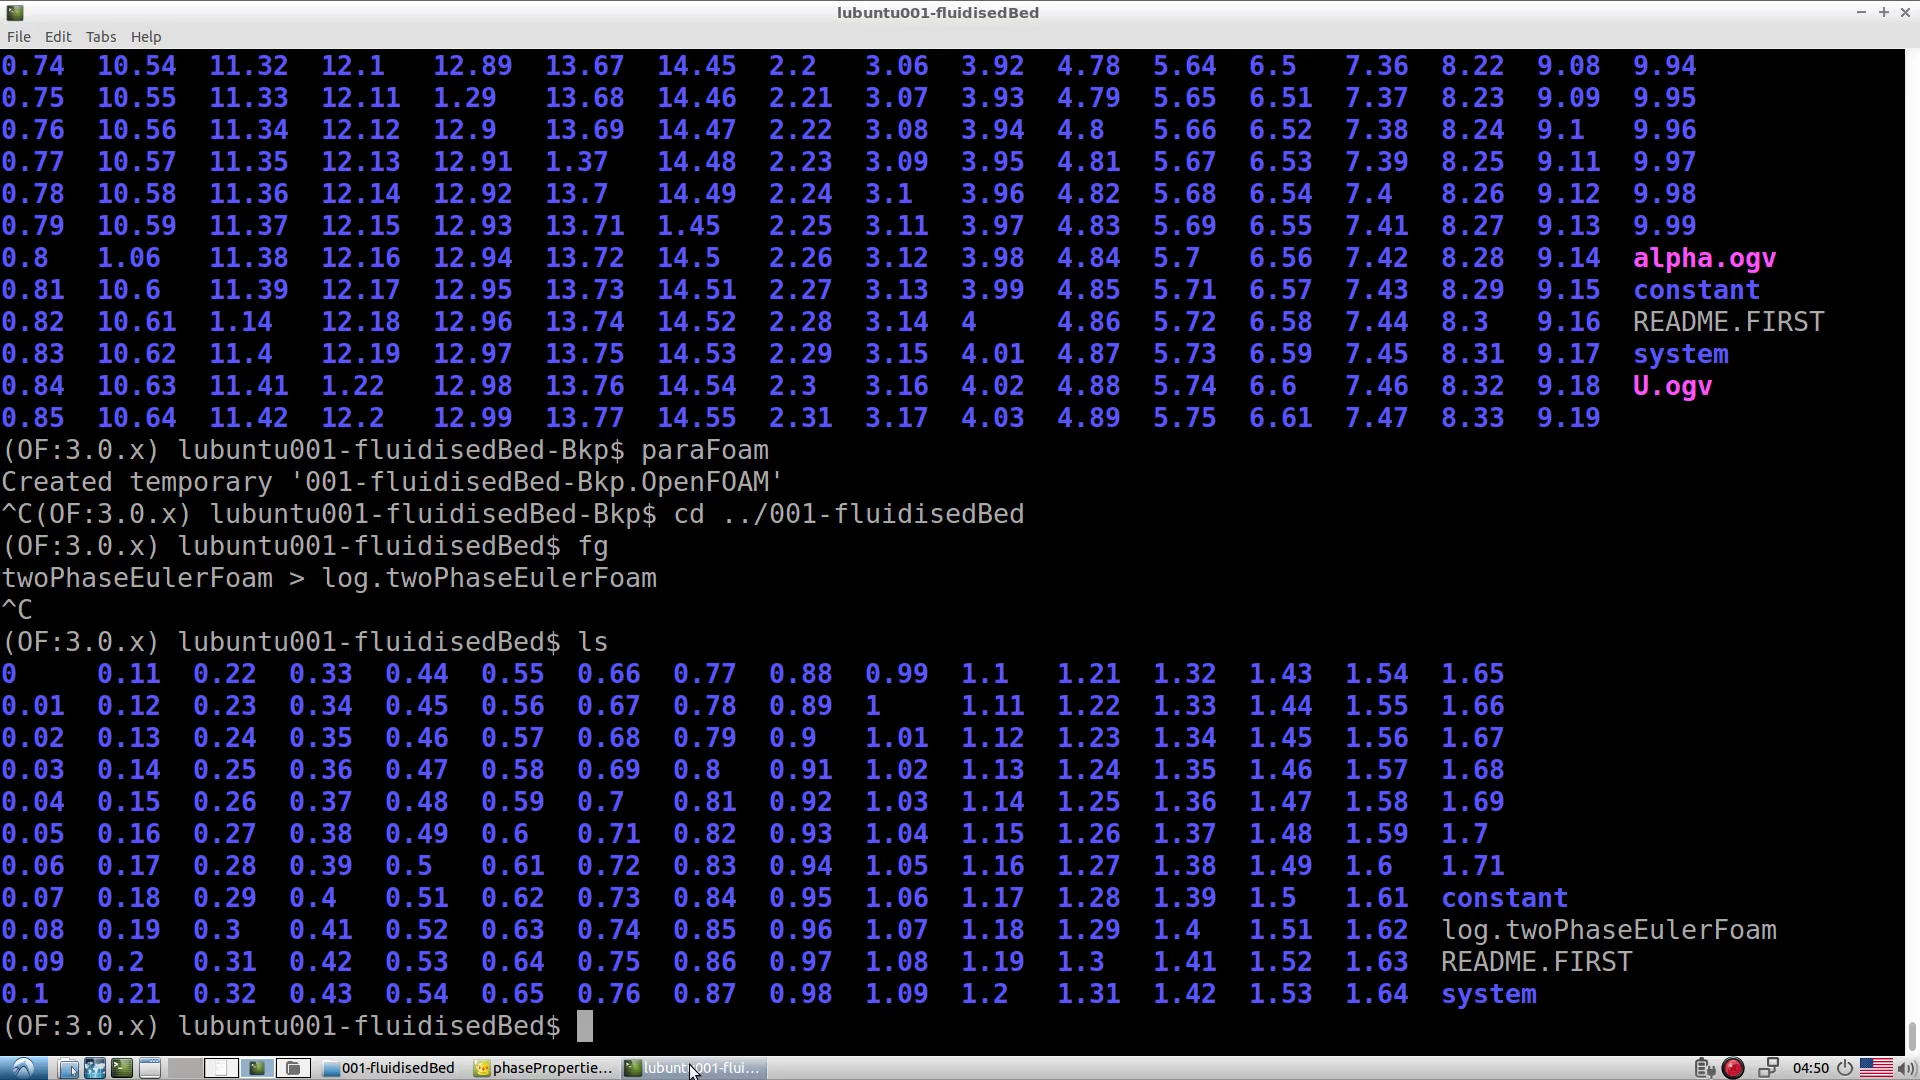 lubuntu001-fluidisedBed
File Edit Tabs Help
0.74 10.54 11.32 12.1 12.89 13.67 14.45 2.2 3.06 3.92 4.78 5.64 6.5 7.36 8.22 9.08 9.94
0.75 10.55 11.33 12.11 1.29 13.68 14.46 2.21 3.07 3.93 4.79 5.65 6.51 7.37 8.23 9.09 9.95
0.76 10.56 11.34 12.12 12.9 13.69 14.47 2.22 3.08 3.94 4.8 5.66 6.52 7.38 8.24 9.1 9.96
0.77 10.57 11.35 12.13 12.91 1.37 14.48 2.23 3.09 3.95 4.81 5.67 6.53 7.39 8.25 9.11 9.97
0.78 10.58 11.36 12.14 12.92 13.7 14.49 2.24 3.1 3.96 4.82 5.68 6.54 7.4 8.26 9.12 9.98
0.79 10.59 11.37 12.15 12.93 13.71 1.45 2.25 3.11 3.97 4.83 5.69 6.55 7.41 8.27 9.13 9.99
0.8 1.06 11.38 12.16 12.94 13.72 14.5 2.26 3.12 3.98 4.84 5.7 6.56 7.42 8.28 9.14 alpha.ogv
0.81 10.6 11.39 12.17 12.95 13.73 14.51 2.27 3.13 3.99 4.85 5.71 6.57 7.43 8.29 9.15 constant
0.82 10.61 1.14 12.18 12.96 13.74 14.52 2.28 3.14 4 4.86 5.72 6.58 7.44 8.3 9.16 README.FIRST
0.83 10.62 11.4 12.19 12.97 13.75 14.53 2.29 3.15 4.01 4.87 5.73 6.59 7.45 8.31 9.17 system
0.84 10.63 11.41 1.22 12.98 13.76 14.54 2.3 3.16 4.02 4.88 5.74 6.6 7.46 8.32 9.18 U.ogv
0.85 10.64 11.42 12.2 12.99 13.77 14.55 2.31 3.17 4.03 4.89 5.75 6.61 7.47 8.33 9.19
(OF:3.0.x) lubuntu001-fluidisedBed-Bkp$ paraFoam
Created temporary '001-fluidisedBed-Bkp.OpenFOAM'
^C(OF:3.0.x) lubuntu001-fluidisedBed-Bkp$ cd ../001-fluidisedBed
(OF:3.0.x) lubuntu001-fluidisedBed$ fg
twoPhaseEulerFoam > log.twoPhaseEulerFoam
^C
(OF:3.0.x) lubuntu001-fluidisedBed$ ls
0 0.11 0.22 0.33 0.44 0.55 0.66 0.77 0.88 0.99 1.1 1.21 1.32 1.43 1.54 1.65
0.01 0.12 0.23 0.34 0.45 0.56 0.67 0.78 0.89 1 1.11 1.22 1.33 1.44 1.55 1.66
0.02 0.13 0.24 0.35 0.46 0.57 0.68 0.79 0.9 1.01 1.12 1.23 1.34 1.45 1.56 1.67
0.03 0.14 0.25 0.36 0.47 0.58 0.69 0.8 0.91 1.02 1.13 1.24 1.35 1.46 1.57 1.68
0.04 0.15 0.26 0.37 0.48 0.59 0.7 0.81 0.92 1.03 1.14 1.25 1.36 1.47 1.58 1.69
0.05 0.16 0.27 0.38 0.49 0.6 0.71 0.82 0.93 1.04 1.15 1.26 1.37 1.48 1.59 1.7
0.06 0.17 0.28 0.39 0.5 0.61 0.72 0.83 0.94 1.05 1.16 1.27 1.38 1.49 1.6 1.71
0.07 0.18 0.29 0.4 0.51 0.62 0.73 0.84 0.95 1.06 1.17 1.28 1.39 1.5 1.61 constant
0.08 0.19 0.3 0.41 0.52 0.63 0.74 0.85 0.96 1.07 1.18 1.29 1.4 1.51 1.62 log.twoPhaseEulerFoam
0.09 0.2 0.31 0.42 0.53 0.64 0.75 0.86 0.97 1.08 1.19 1.3 1.41 1.52 1.63 README.FIRST
0.1 0.21 0.32 0.43 0.54 0.65 0.76 0.87 0.98 1.09 1.2 1.31 1.42 1.53 1.64 system
(OF:3.0.x) lubuntu001-fluidisedBed$
001-fluidisedBed phasePropertie... lubuntu001-flui... 04:50